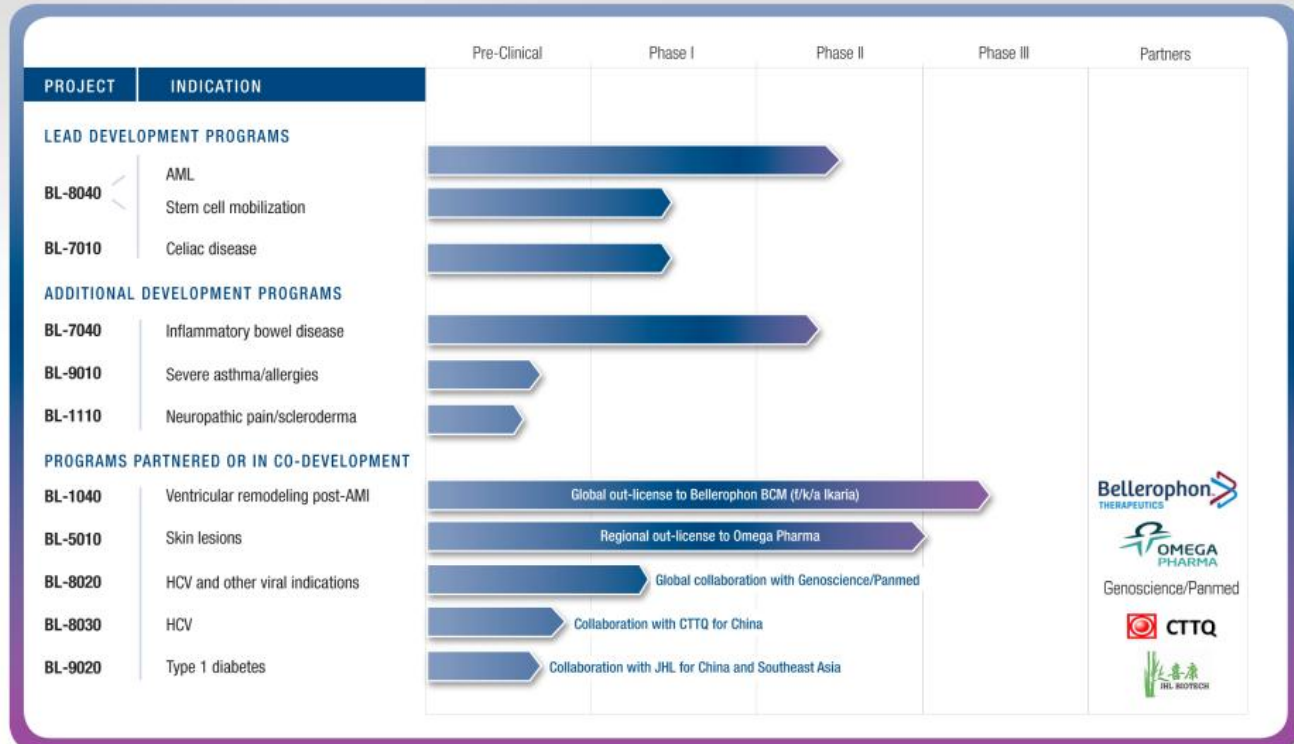 Pre-Clinical Phase I Phase II Phase III Partners
PROJECT INDICATION
LEAD DEVELOPMENT PROGRAMS
BL-8040 AML
Stem cell mobilization
BL-7010 Celiac disease
ADDITIONAL DEVELOPMENT PROGRAMS
BL-7040 Inflammatory bowel disease
BL-9010 Severe asthma/allergies
BL-1110 Neuropathic pain/scleroderma
PROGRAMS PARTNERED OR IN CO-DEVELOPMENT
BL-1040 Ventricular remodeling post-AMI Global out-license to Bellerophon BCM (f/k/a Ikaria) Bellerophon
THERAPEUTICS
BL-5010 Skin lesions Regional out-license to Omega Pharma OMEGA
PHARMA
BL-8020 HCV and other viral indications Global collaboration with Genoscience/Panmed Genoscience/Panmed
BL-8030 HCV Collaboration with CTTQ for China CTTQ
BL-9020 Type 1 diabetes Collaboration with JHL for China and Southeast Asia 喜康
JHL BIOTECH